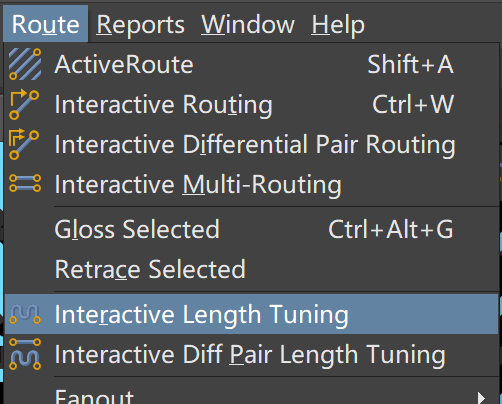 Route Reports Window Help
ActiveRoute Shift+A
Interactive Routing Ctrl+W
Interactive Differential Pair Routing
Interactive Multi-Routing
Gloss Selected Ctrl+Alt+G
Retrace Selected
Interactive Length Tuning
Interactive Diff Pair Length Tuning
Fanout